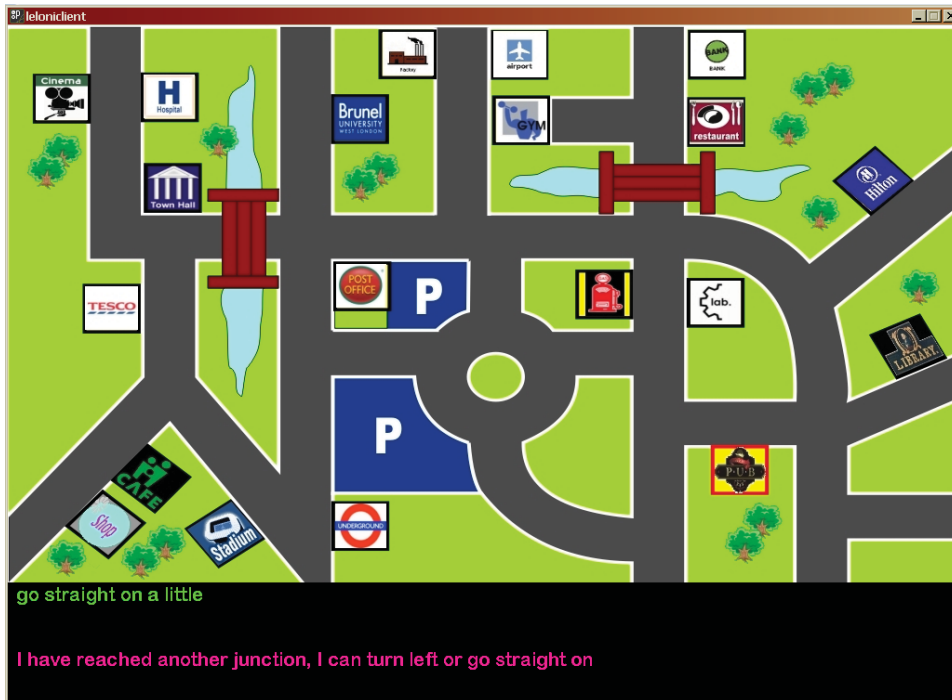 leloniclient
Factory
airport
BANK
BANK
Cinema
H
Hospital
Brunel
UNIVERSITY
WEST LONDON
GYM
restaurant
Town Hall
Hilton
TESCO
POST
OFFICE
P
lab.
LIBRARY
P
CAFE
PUB
Shop
Stadium
UNDERGROUND
go straight on a little
I have reached another junction, I can turn left or go straight on